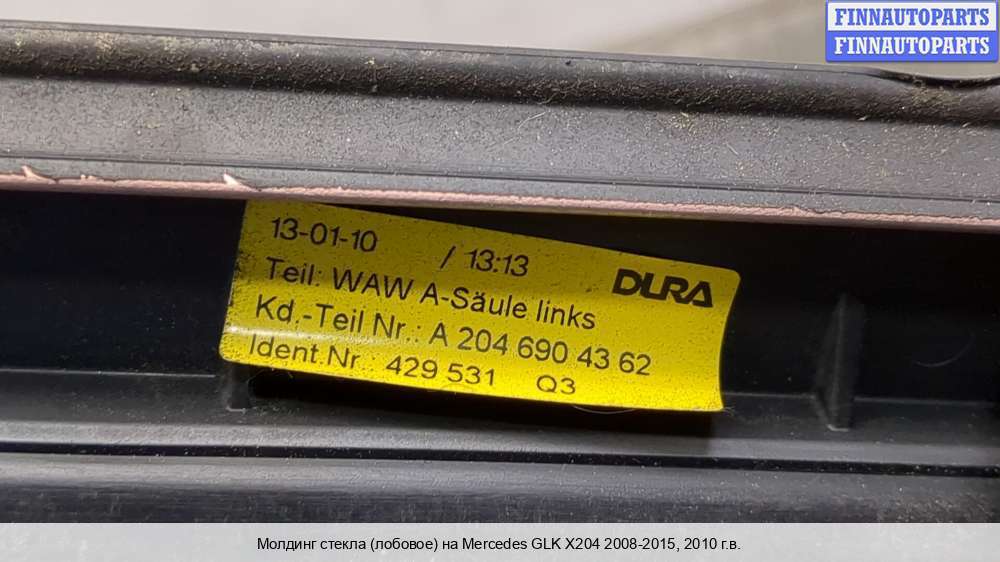 FINNAUTOPARTS
FINNAUTOPARTS
13-01-10 / 13:13
DURA
Teil: WAW A-Säule links
Kd.-Teil Nr.: A 204 690 43 62
Ident.Nr.: 429 531 Q3
Молдинг стекла (лобовое) на Mercedes GLK X204 2008-2015, 2010 г.в.